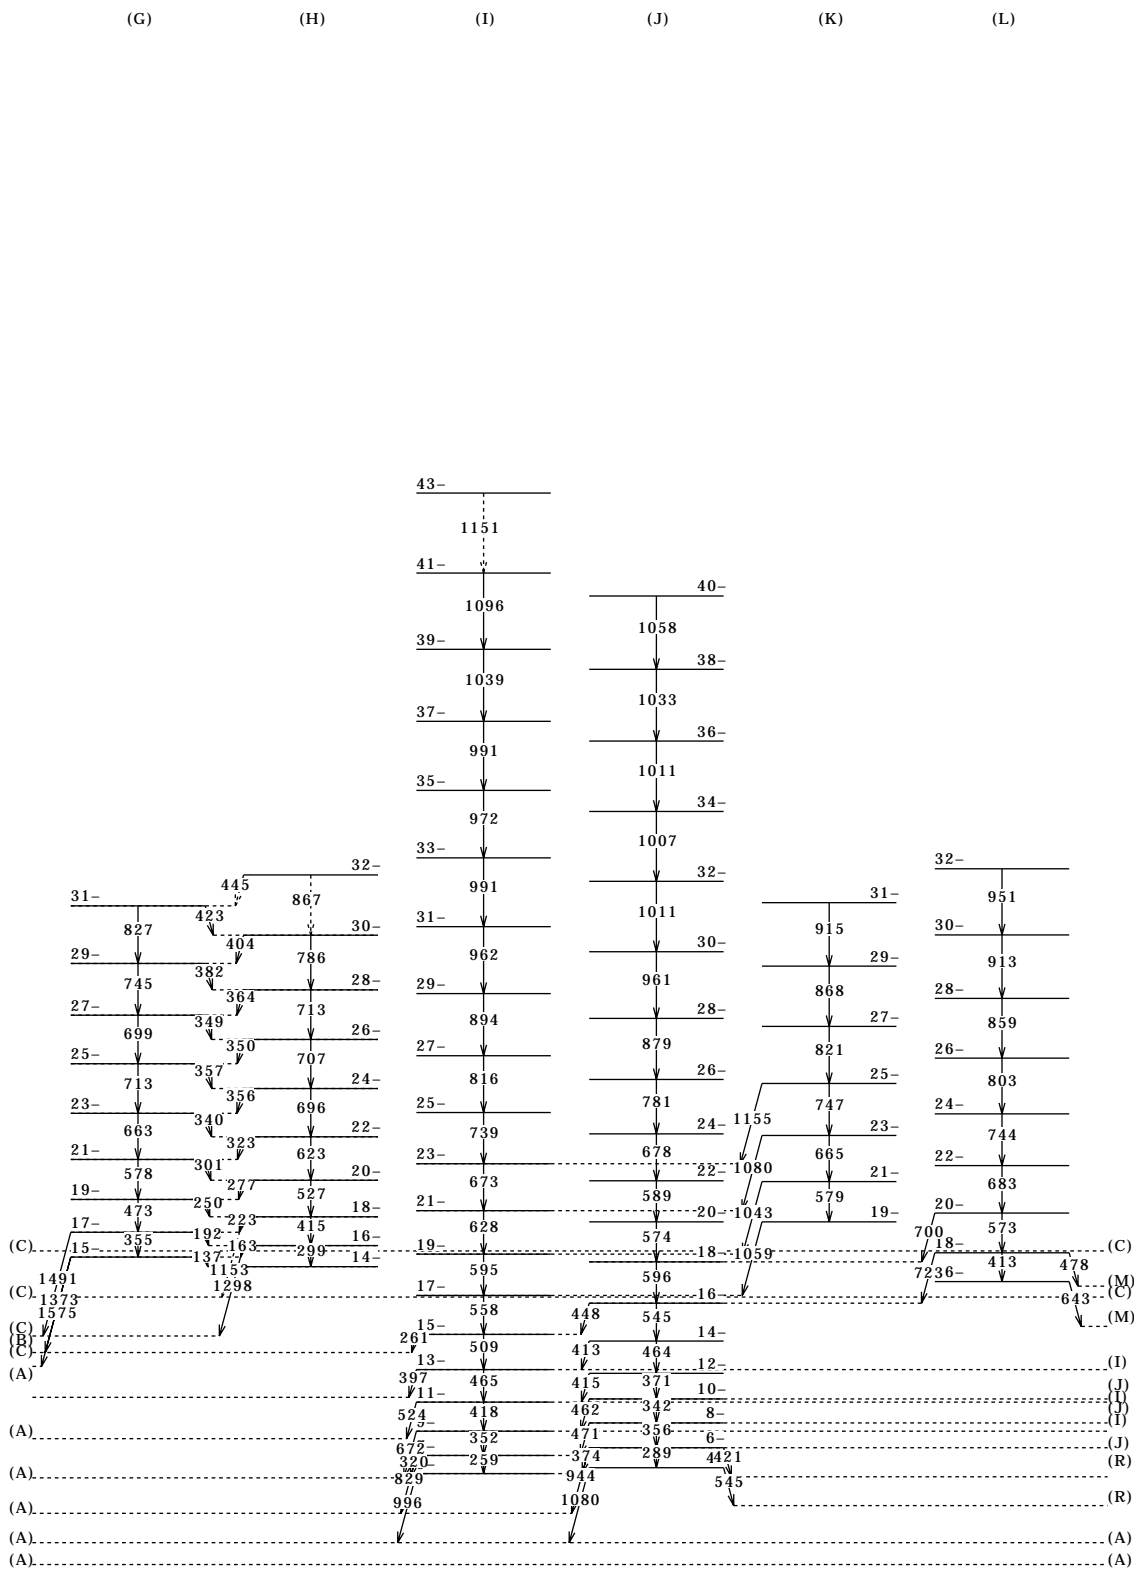 (G) (H) (I) (J) (K) (L)
43−
1151
41−
40−
1096
1058
39−
38−
1039
1033
37−
36−
991
1011
35−
34−
972
1007
33−
32− 32− 32−
991 1011
445 867 951
31− 31−
423
31− 30− 30−
827 404 915
786 962 961 913
29− 29−
382
745 28− 29− 28−
364 868
27− 713 894 28− 27− 859
349
699 26− 879
350 821
25− 707 27− 26− 26−
357
713 24− 816 25− 803
356
23− 696 25− 781 747 24−
340 1155
663 22− 739 24− 23− 744
323
21− 623 23− 678 665 22−
301 1080
578 20− 673 22− 21− 683
277
19− 527 21− 589 579 20−
250 1043
473 18− 628 20− 19− 573
223 574 700
17− 192 415 16− 19− 18− 1059 18−
(C) 355 163 299 595 413 478 (C)
15− 137 1153 14− 596 723 6− (M)
1491 1298 17− 16− 643 (C)
(C) 1373 558 448 545
1575 (M)
(C) 15− 14−
(B) 261 509 413 464
(C)
(A) 13− 12− (I)
397 465 415 371 (J)
11− 10− (I)
524 418 462 342 8− (J)
(A) 9− 471 356 (I)
672 352 6− (J)
320 259 374 289 4 421 (R)
(A) 829 944 545
996 1080 (R)
(A)
(A) (A)
(A) (A)